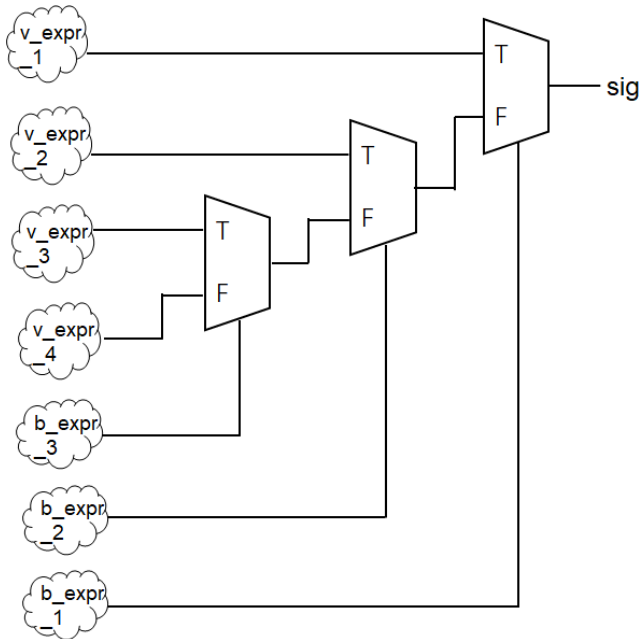 v_expr
_1
T
sig
F
v_expr
_2
T
F
v_expr
_3
T
F
v_expr
_4
b_expr
_3
b_expr
_2
b_expr
_1